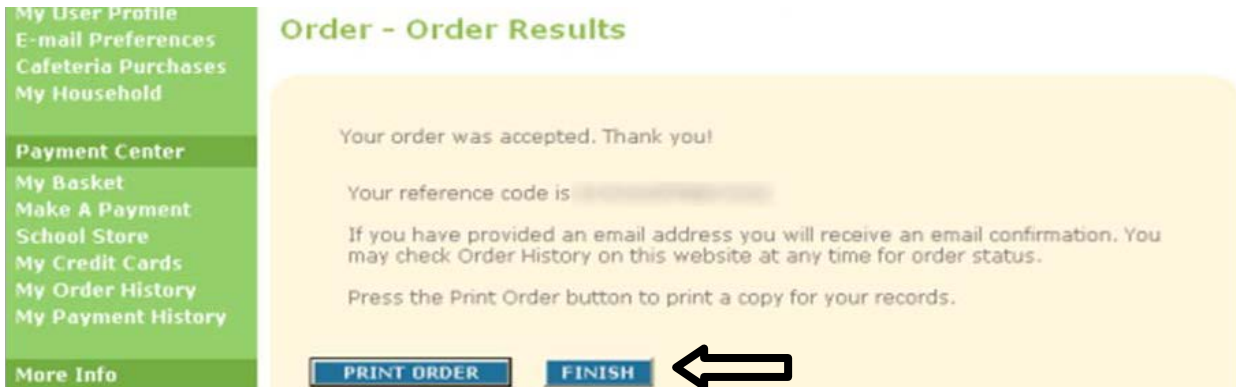 My User Profile
E-mail Preferences
Cafeteria Purchases
My Household
Payment Center
My Basket
Make A Payment
School Store
My Credit Cards
My Order History
My Payment History
More Info
Order - Order Results
Your order was accepted. Thank you!
Your reference code is
If you have provided an email address you will receive an email confirmation. You
may check Order History on this website at any time for order status.
Press the Print Order button to print a copy for your records.
PRINT ORDER
FINISH